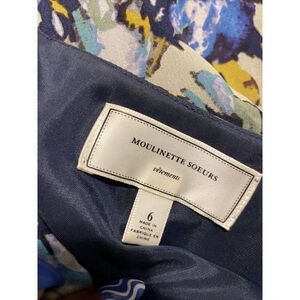 MOULINETTE SOEURS
vêtements
6
MADE IN
CHINA
FABRIQUÉ EN
CHINE